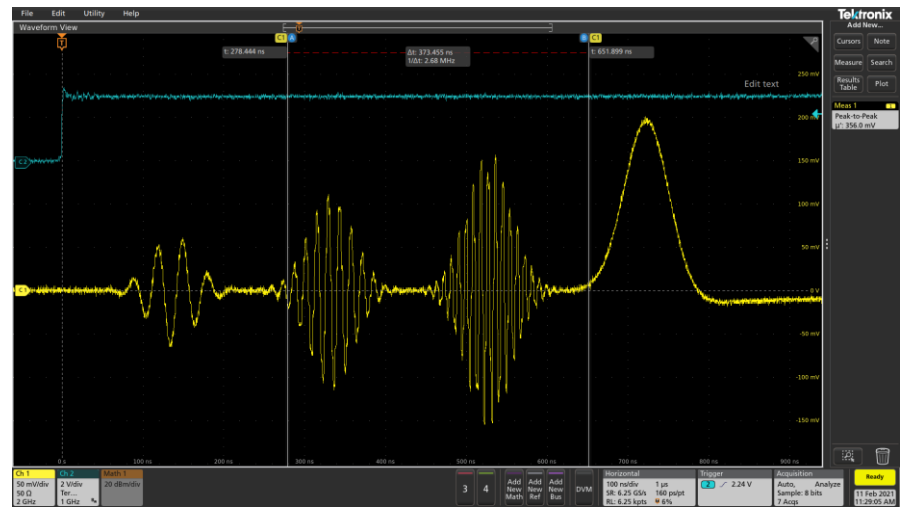 File Edit Utility Help
Tektronix
Waveform View
Add New...
C1 A
B C1
T
t: 278.444 ns
Δt: 373.455 ns
1/Δt: 2.68 MHz
t: 651.899 ns
Cursors Note
Measure Search
Results Table Plot
Edit text
250 mV
Meas 1
Peak-to-Peak
µ': 356.0 mV
200 mV
C2
150 mV
100 mV
50 mV
C1
0 V
-50 mV
-100 mV
-150 mV
0 s 100 ns 200 ns 300 ns 400 ns 500 ns 600 ns 700 ns 800 ns 900 ns
Ch 1
50 mV/div
50 Ω
2 GHz
Ch 2
2 V/div
Ter...
1 GHz
Math 1
20 dBm/div
3 4
Add New Math
Add New Ref
Add New Bus
DVM
Horizontal
100 ns/div 1 µs
SR: 6.25 GS/s 160 ps/pt
RL: 6.25 kpts 6%
Trigger
2 2.24 V
Acquisition
Auto, Analyze
Sample: 8 bits
7 Acqs
Ready
11 Feb 2021
11:29:05 AM